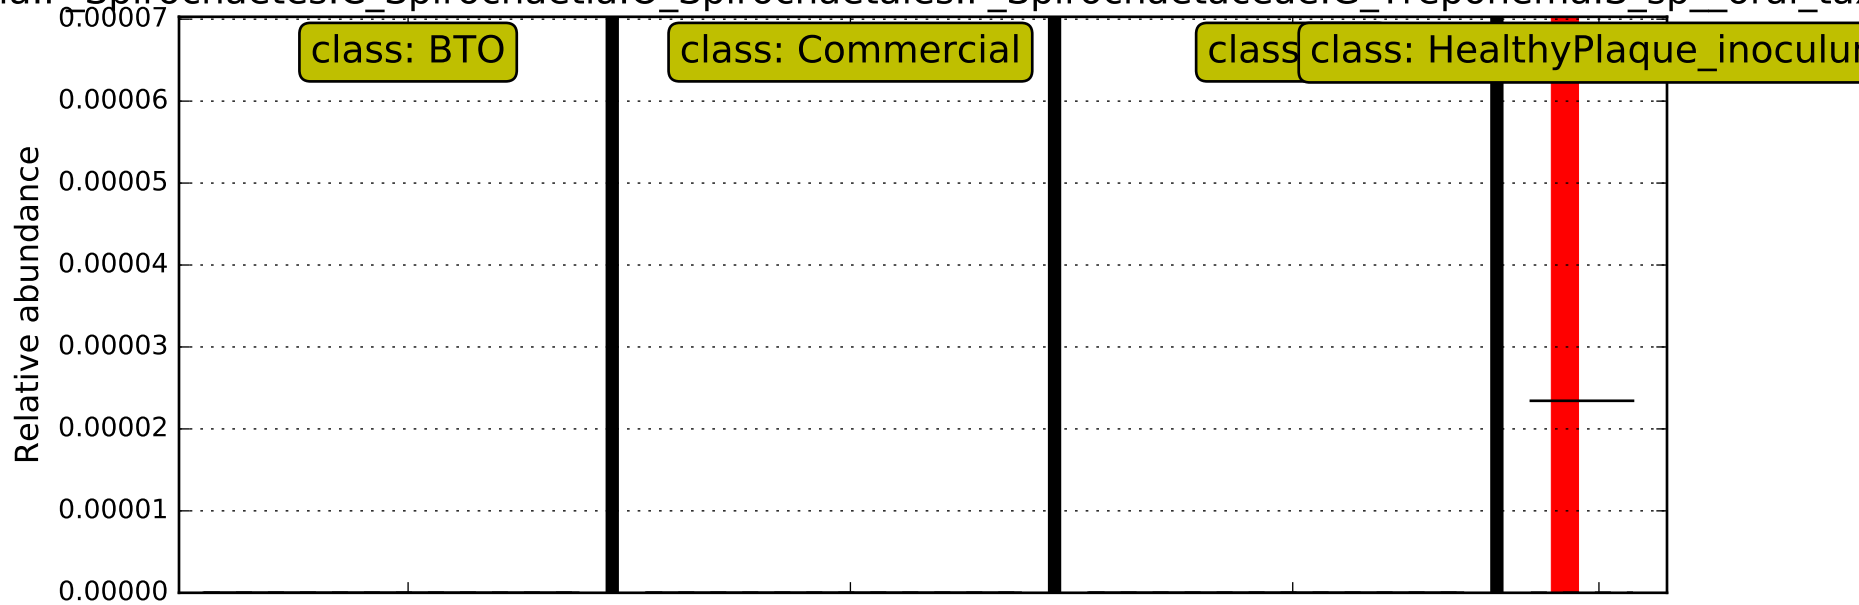 class: BTO
class: Commercial
class
class: HealthyPlaque_inoculu
Relative abundance
0.00007
0.00006
0.00005
0.00004
0.00003
0.00002
0.00001
0.00000